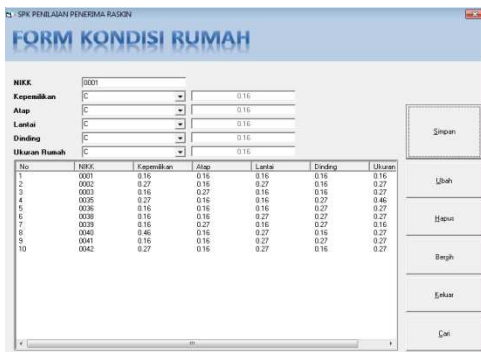 - SPK PENILAIAN PENERIMA RASKIN
FORM KONDISI RUMAH
NIKK 0001
Kepemilikan C 0.16
Atap C 0.16
Lantai C 0.16
Dinding C 0.16
Ukuran Rumah C 0.16
No NIKK Kepemilikan Atap Lantai Dinding Ukuran
1 0001 0.16 0.16 0.16 0.16 0.16
2 0002 0.27 0.27 0.16 0.16 0.27
3 0003 0.16 0.27 0.16 0.27 0.27
4 0035 0.27 0.16 0.27 0.27 0.46
5 0036 0.16 0.16 0.16 0.27 0.27
6 0038 0.16 0.16 0.27 0.16 0.27
7 0039 0.16 0.27 0.16 0.27 0.16
8 0040 0.46 0.16 0.27 0.16 0.27
9 0041 0.16 0.16 0.16 0.27 0.27
10 0042 0.27 0.16 0.27 0.16 0.27
Simpan
Ubah
Hapus
Bersih
Keluar
Cari